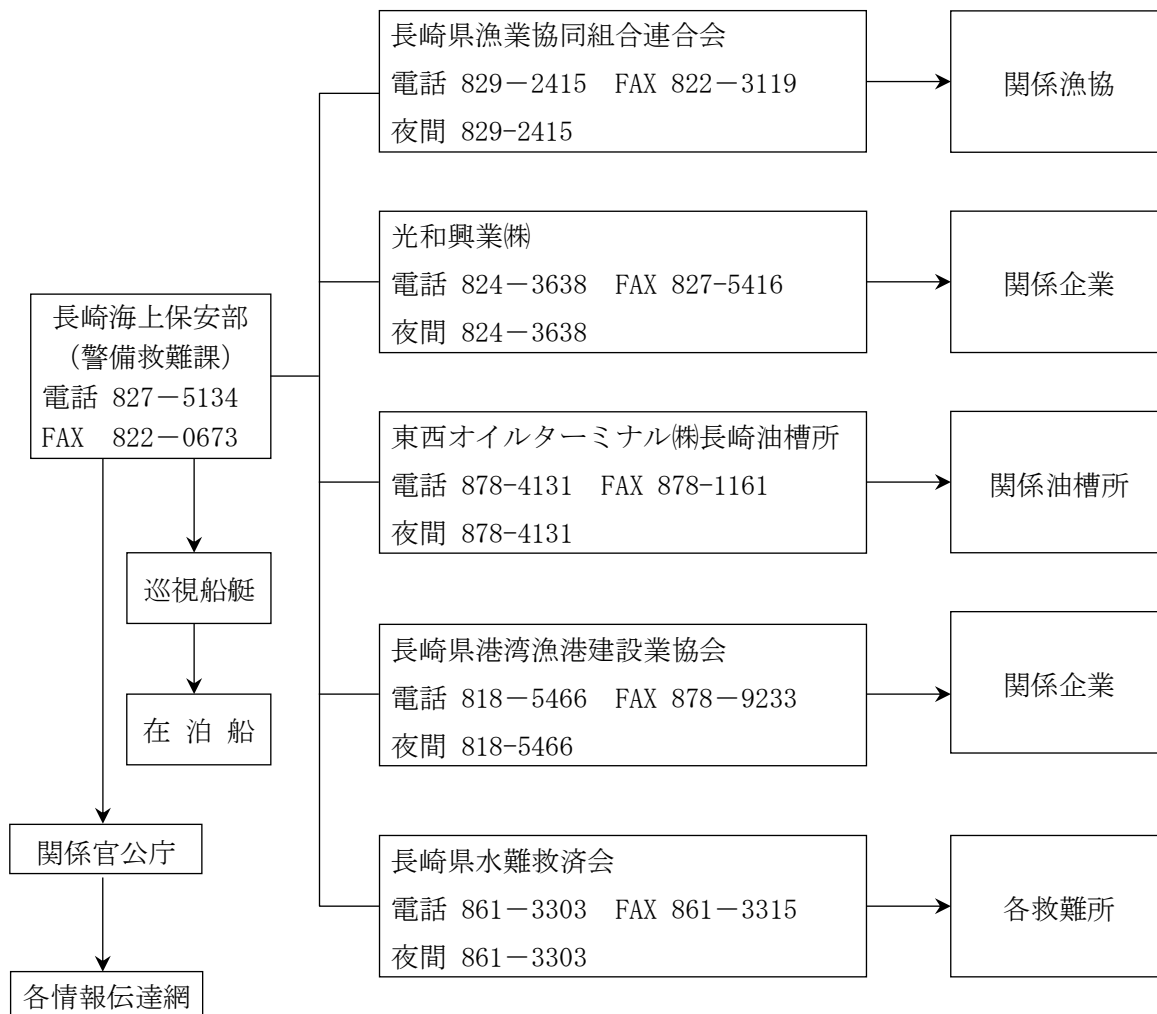 長崎県漁業協同組合連合会
電話 829－2415 FAX 822－3119
夜間 829-2415
関係漁協
光和興業㈱
電話 824－3638 FAX 827-5416
夜間 824－3638
関係企業
長崎海上保安部
（警備救難課）
電話 827－5134
FAX 822－0673
東西オイルターミナル㈱長崎油槽所
電話 878-4131 FAX 878-1161
夜間 878-4131
関係油槽所
巡視船艇
在 泊 船
長崎県港湾漁港建設業協会
電話 818－5466 FAX 878－9233
夜間 818-5466
関係企業
関係官公庁
各情報伝達網
長崎県水難救済会
電話 861－3303 FAX 861－3315
夜間 861－3303
各救難所